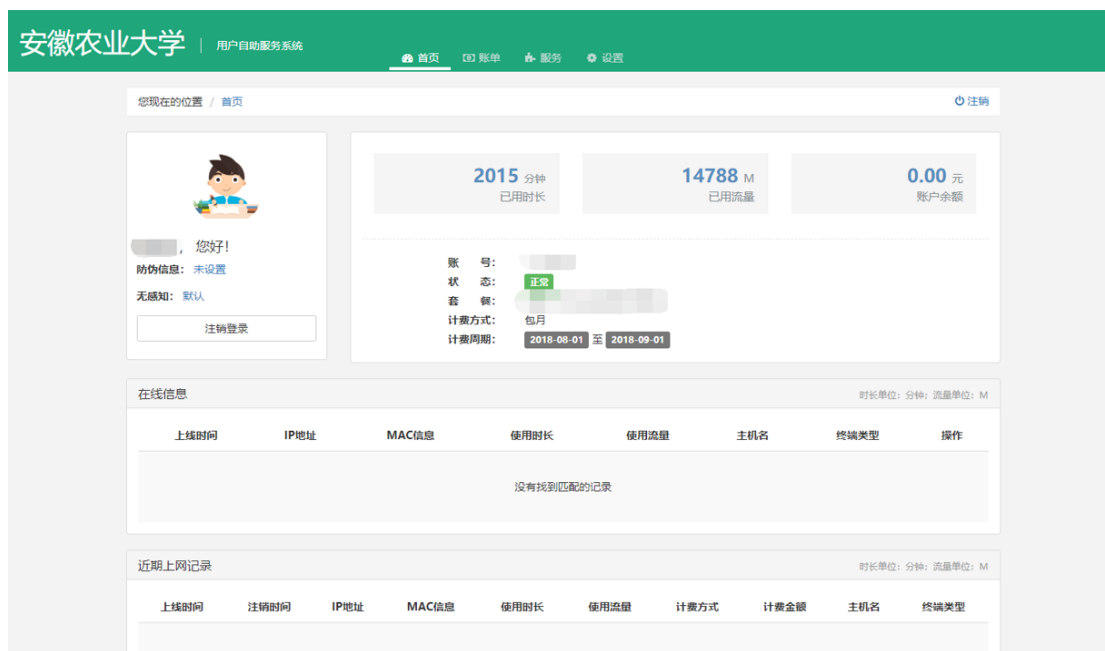 安徽农业大学 | 用户自助服务系统 首页 账单 服务 设置
您现在的位置 / 首页 注销
2015 分钟 14788 M 0.00 元
已用时长 已用流量 账户余额
, 您好!
防伪信息: 未设置
无感知: 默认
注销登录
账 号:
状 态: 正常
套 餐:
计费方式: 包月
计费周期: 2018-08-01 至 2018-09-01
在线信息 时长单位: 分钟; 流量单位: M
上线时间 IP地址 MAC信息 使用时长 使用流量 主机名 终端类型 操作
没有找到匹配的记录
近期上网记录 时长单位: 分钟; 流量单位: M
上线时间 注销时间 IP地址 MAC信息 使用时长 使用流量 计费方式 计费金额 主机名 终端类型